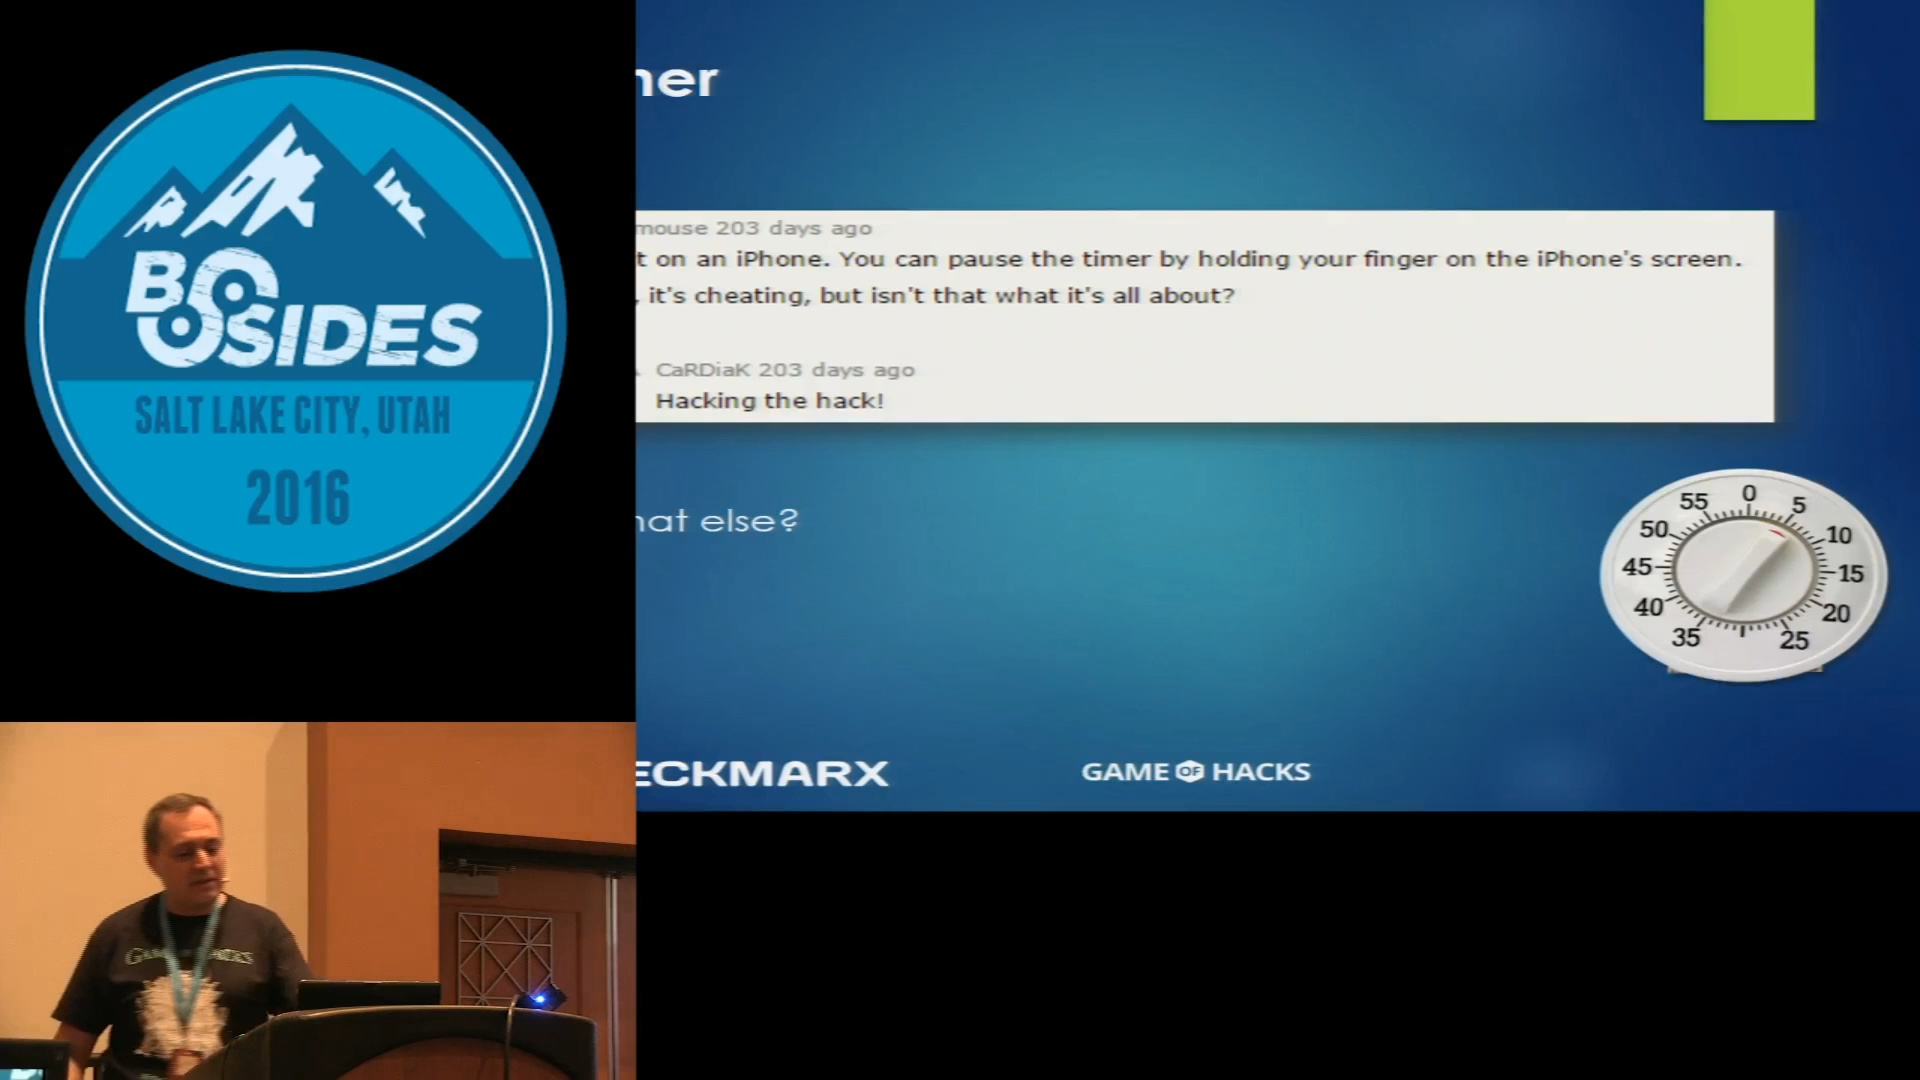 BSIDES
SALT LAKE CITY, UTAH
2016
ner
mouse 203 days ago
t on an iPhone. You can pause the timer by holding your finger on the iPhone's screen.
, it's cheating, but isn't that what it's all about?
CaRDiaK 203 days ago
Hacking the hack!
hat else?
0
5
10
15
20
25
35
40
45
50
55
ECKMARX
GAME OF HACKS